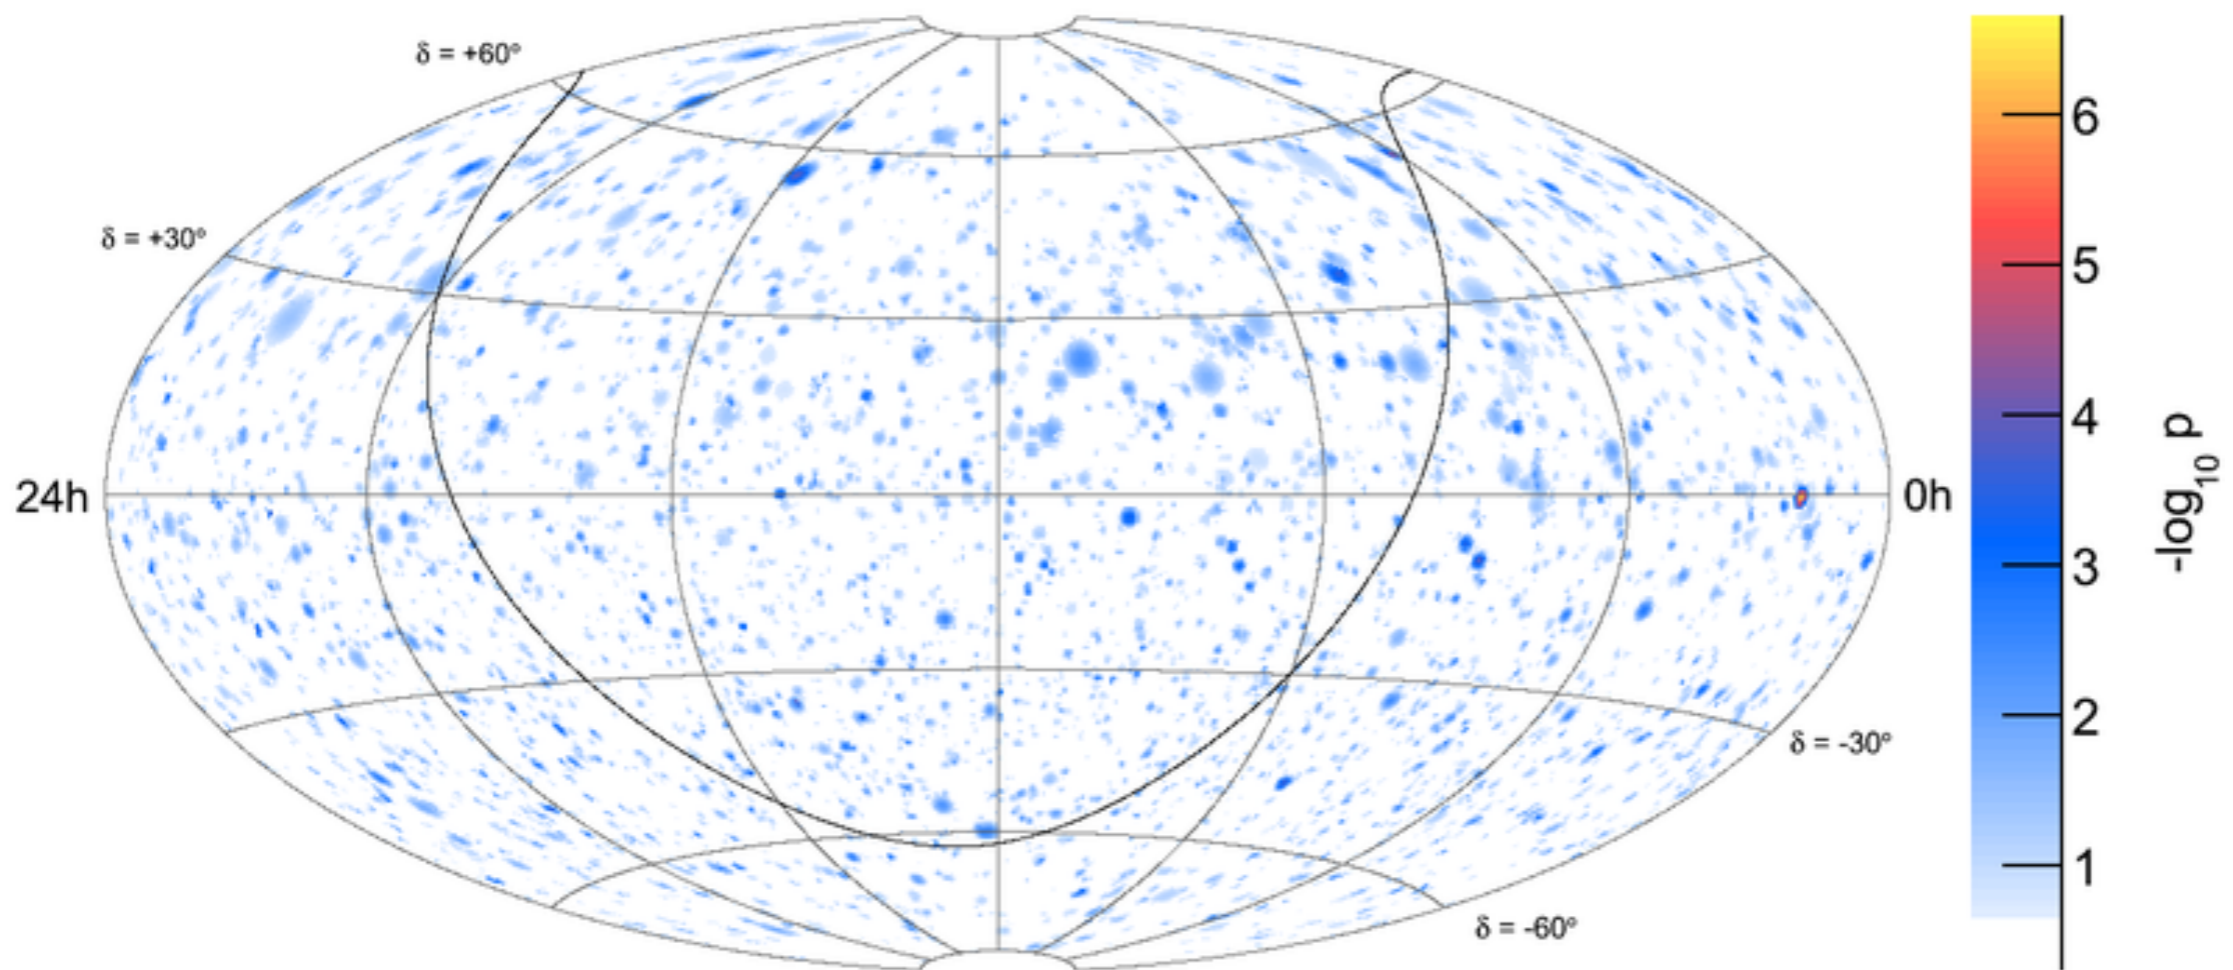 δ = +60°
δ = +30°
24h
0h
δ = -30°
δ = -60°
6
5
4
3
2
1
-log₁₀ p